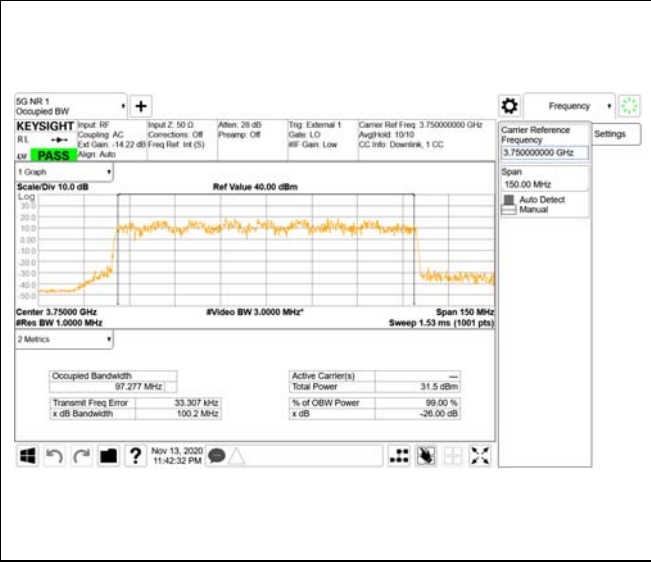 5G NR 1
Occupied BW
Frequency
KEYSIGHT
Input: RF
Coupling: AC
Ext Gain: -14.22 dB
Align: Auto
Input Z: 50 Ω
Corrections: Off
Freq Ref: Int (S)
Atten: 28 dB
Preamp: Off
Trig: External 1
Gate: LO
#IF Gain: Low
Carrier Ref Freq: 3.750000000 GHz
Avg|Hold: 10/10
CC Info: Downlink, 1 CC
RL
PASS
Carrier Reference
Frequency
3.750000000 GHz
Settings
Span
150.00 MHz
Auto Detect
Manual
1 Graph
Scale/Div 10.0 dB
Ref Value 40.00 dBm
Log
30.0
20.0
10.0
0.00
-10.0
-20.0
-30.0
-40.0
-50.0
Center 3.75000 GHz
#Video BW 3.0000 MHz*
Span 150 MHz
#Res BW 1.0000 MHz
Sweep 1.53 ms (1001 pts)
2 Metrics
Occupied Bandwidth
97.277 MHz
Active Carrier(s) —
Total Power 31.5 dBm
Transmit Freq Error 33.307 kHz
x dB Bandwidth 100.2 MHz
% of OBW Power 99.00 %
x dB -26.00 dB
Nov 13, 2020
11:42:32 PM